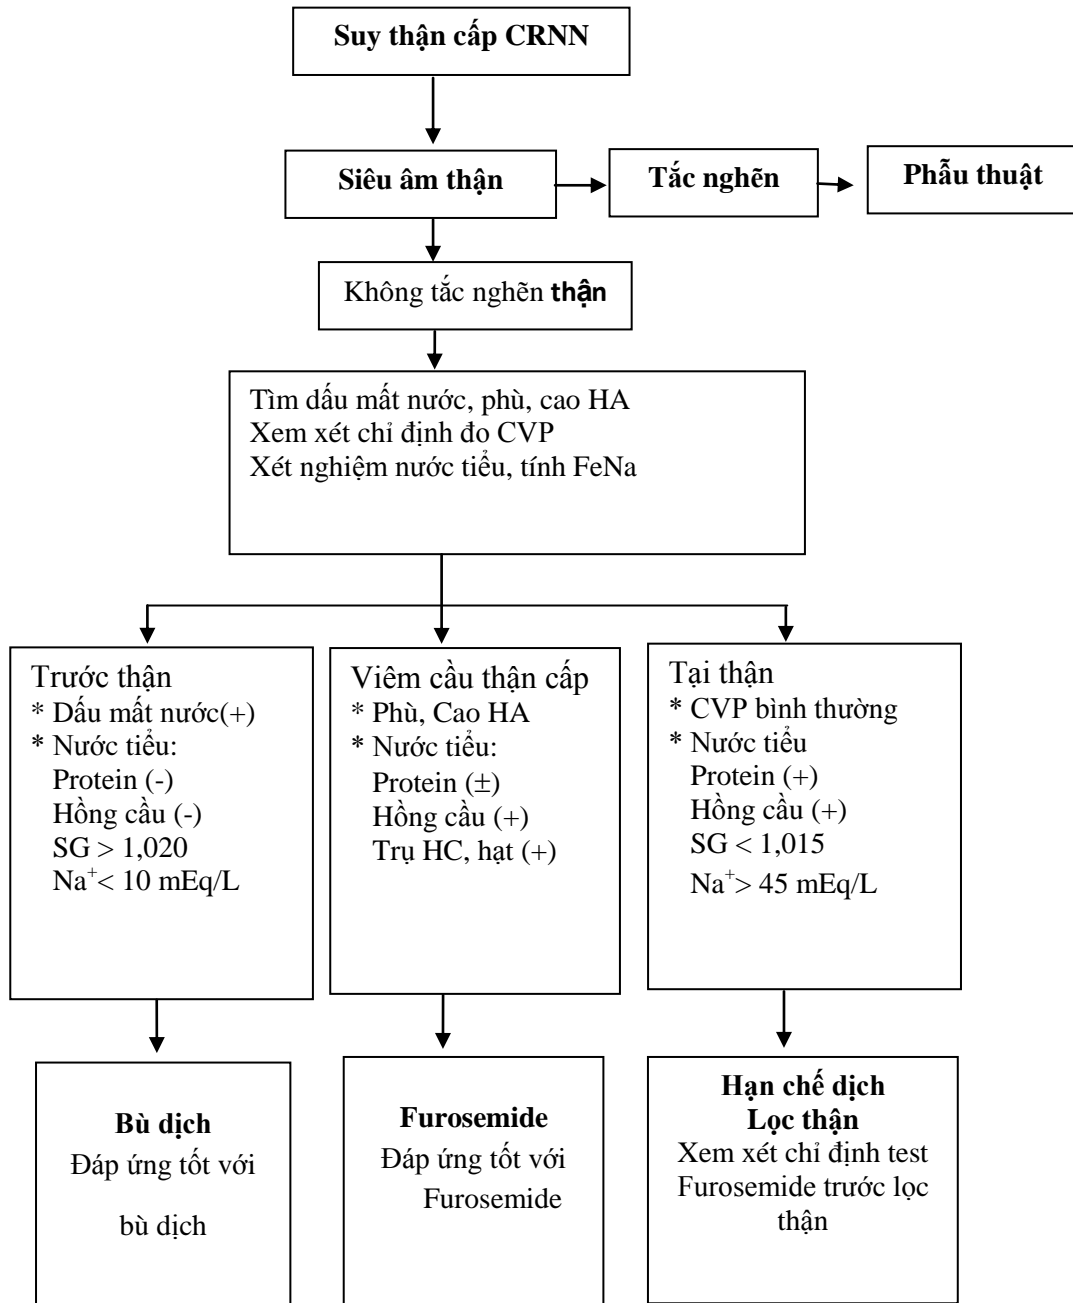 Suy thận cấp CRNN
Siêu âm thận
Tắc nghẽn
Phẫu thuật
Không tắc nghẽn thận
Tìm dấu mất nước, phù, cao HA
Xem xét chỉ định đo CVP
Xét nghiệm nước tiểu, tính FeNa
Trước thận
* Dấu mất nước(+)
* Nước tiểu:
Protein (-)
Hồng cầu (-)
SG > 1,020
Na⁺< 10 mEq/L
Viêm cầu thận cấp
* Phù, Cao HA
* Nước tiểu:
Protein (±)
Hồng cầu (+)
Trụ HC, hạt (+)
Tại thận
* CVP bình thường
* Nước tiểu
Protein (+)
Hồng cầu (+)
SG < 1,015
Na⁺> 45 mEq/L
Bù dịch
Đáp ứng tốt với
bù dịch
Furosemide
Đáp ứng tốt với
Furosemide
Hạn chế dịch
Lọc thận
Xem xét chỉ định test
Furosemide trước lọc
thận